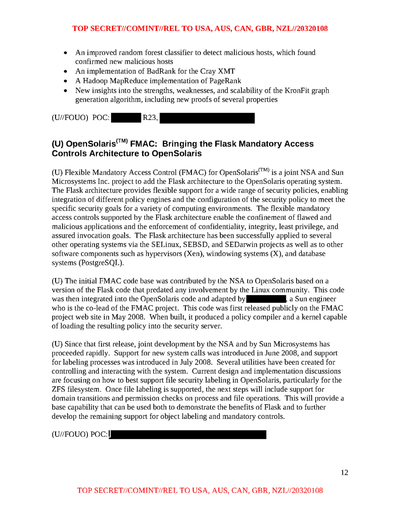 TOP SECRET//COMINT//REL TO USA, AUS, CAN, GBR, NZL//20320108
• An improved random forest classifier to detect malicious hosts, which found
confirmed new malicious hosts
• An implementation of BadRank for the Cray XMT
• A Hadoop MapReduce implementation of PageRank
• New insights into the strengths, weaknesses, and scalability of the KronFit graph
generation algorithm, including new proofs of several properties
(U//FOUO) POC: R23,
(U) OpenSolaris(TM) FMAC: Bringing the Flask Mandatory Access
Controls Architecture to OpenSolaris
(U) Flexible Mandatory Access Control (FMAC) for OpenSolaris(TM) is a joint NSA and Sun
Microsystems Inc. project to add the Flask architecture to the OpenSolaris operating system.
The Flask architecture provides flexible support for a wide range of security policies, enabling
integration of different policy engines and the configuration of the security policy to meet the
specific security goals for a variety of computing environments. The flexible mandatory
access controls supported by the Flask architecture enable the confinement of flawed and
malicious applications and the enforcement of confidentiality, integrity, least privilege, and
assured invocation goals. The Flask architecture has been successfully applied to several
other operating systems via the SELinux, SEBSD, and SEDarwin projects as well as to other
software components such as hypervisors (Xen), windowing systems (X), and database
systems (PostgreSQL).
(U) The initial FMAC code base was contributed by the NSA to OpenSolaris based on a
version of the Flask code that predated any involvement by the Linux community. This code
was then integrated into the OpenSolaris code and adapted by , a Sun engineer
who is the co-lead of the FMAC project. This code was first released publicly on the FMAC
project web site in May 2008. When built, it produced a policy compiler and a kernel capable
of loading the resulting policy into the security server.
(U) Since that first release, joint development by the NSA and by Sun Microsystems has
proceeded rapidly. Support for new system calls was introduced in June 2008, and support
for labeling processes was introduced in July 2008. Several utilities have been created for
controlling and interacting with the system. Current design and implementation discussions
are focusing on how to best support file security labeling in OpenSolaris, particularly for the
ZFS filesystem. Once file labeling is supported, the next steps will include support for
domain transitions and permission checks on process and file operations. This will provide a
base capability that can be used both to demonstrate the benefits of Flask and to further
develop the remaining support for object labeling and mandatory controls.
(U//FOUO) POC:
12
TOP SECRET//COMINT//REL TO USA, AUS, CAN, GBR, NZL//20320108